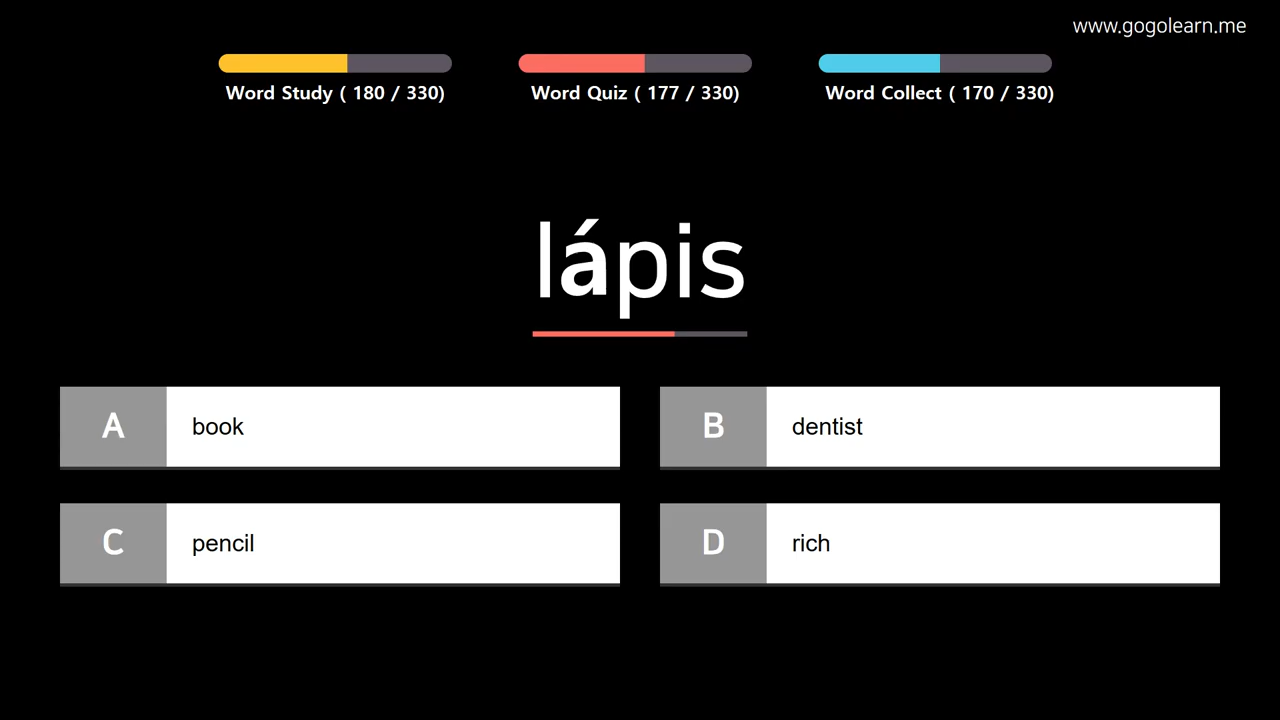 www.gogolearn.me
Word Study ( 180 / 330)
Word Quiz ( 177 / 330)
Word Collect ( 170 / 330)
lápis
A book
B dentist
C pencil
D rich